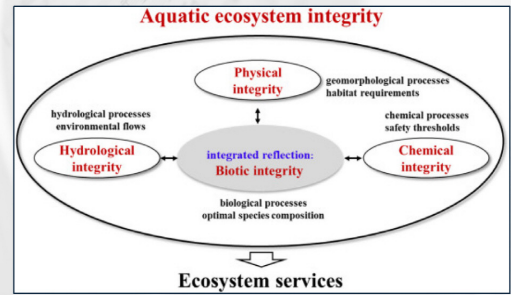 Aquatic ecosystem integrity
Physical
integrity
geomorphological processes
habitat requirements
hydrological processes
environmental flows
chemical processes
safety thresholds
Hydrological
integrity
integrated reflection:
Biotic integrity
Chemical
integrity
biological processes
optimal species composition
Ecosystem services